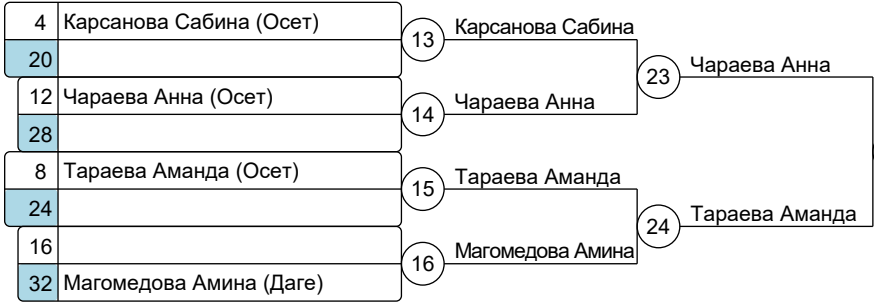 4 Карсанова Сабина (Осет)
20
13 Карсанова Сабина
12 Чараева Анна (Осет)
28
14 Чараева Анна
23 Чараева Анна
8 Тараева Аманда (Осет)
24
15 Тараева Аманда
16
32 Магомедова Амина (Даге)
16 Магомедова Амина
24 Тараева Аманда